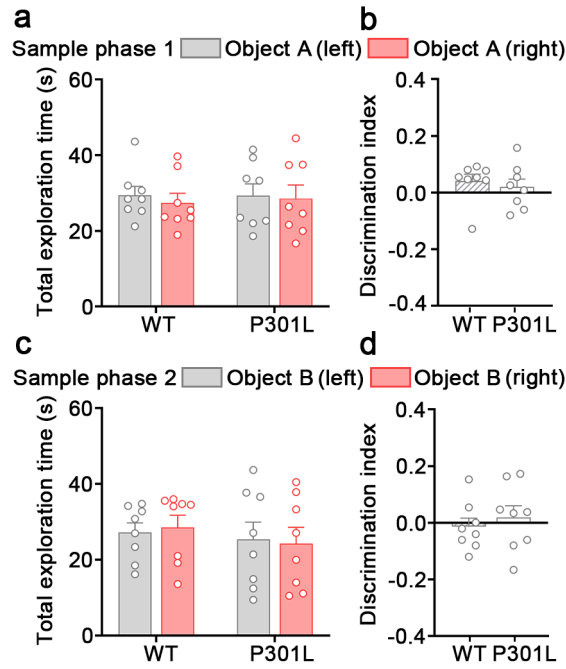 a
b
Sample phase 1 Object A (left) Object A (right)
Total exploration time (s)
60
40
20
0
WT P301L
Discrimination index
0.4
0.2
0.0
-0.2
-0.4
WT P301L
c
d
Sample phase 2 Object B (left) Object B (right)
Total exploration time (s)
60
40
20
0
WT P301L
Discrimination index
0.4
0.2
0.0
-0.2
-0.4
WT P301L